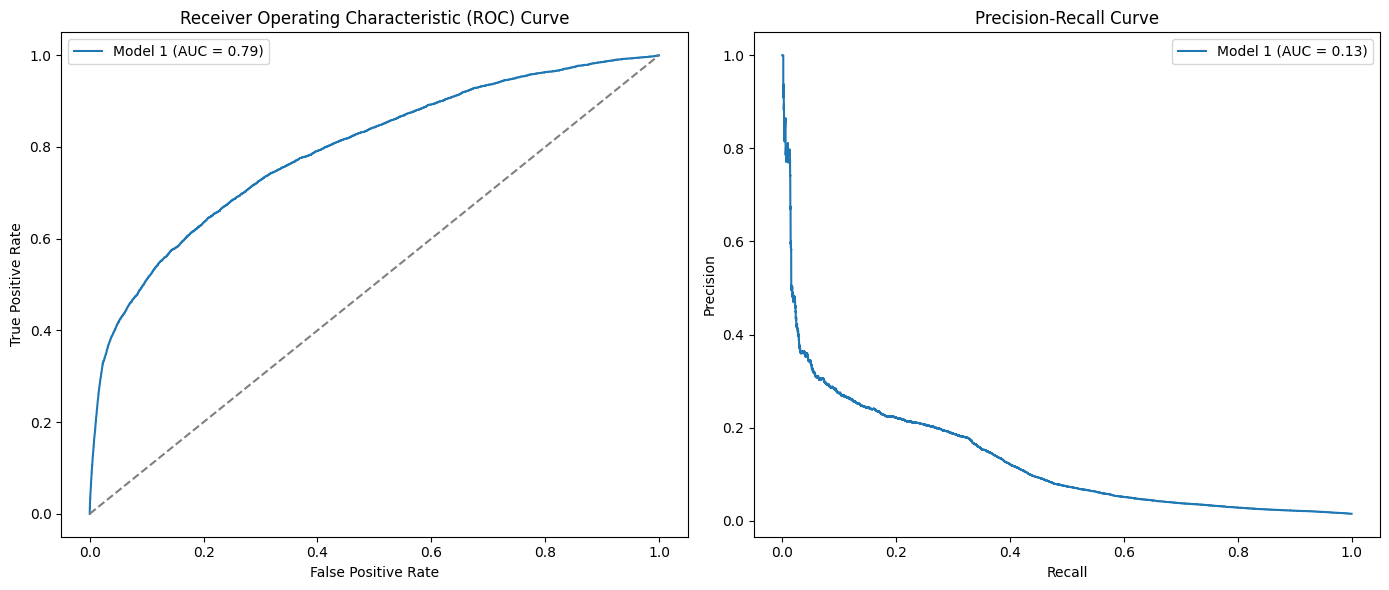 Receiver Operating Characteristic (ROC) Curve
Model 1 (AUC = 0.79)
1.0
0.8
0.6
0.4
0.2
0.0
True Positive Rate
0.0 0.2 0.4 0.6 0.8 1.0
False Positive Rate
Precision-Recall Curve
Model 1 (AUC = 0.13)
1.0
0.8
0.6
0.4
0.2
0.0
Precision
0.0 0.2 0.4 0.6 0.8 1.0
Recall